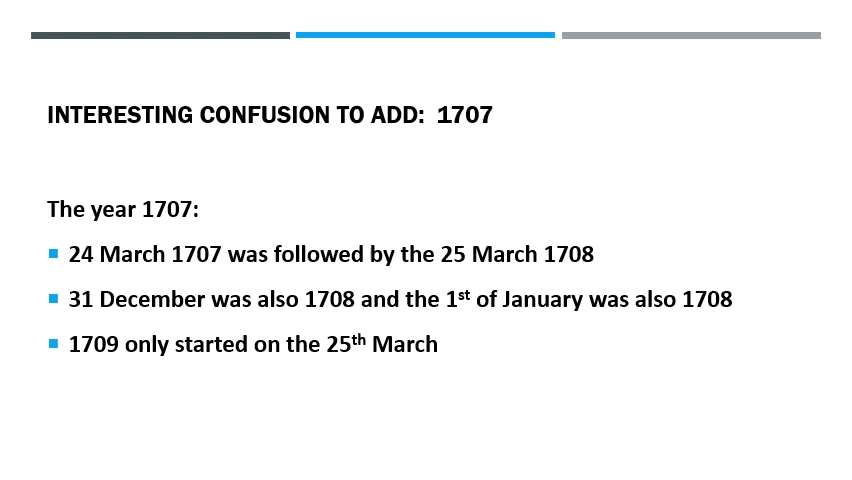 INTERESTING CONFUSION TO ADD:  1707
The year 1707:
▪ 24 March 1707 was followed by the 25 March 1708
▪ 31 December was also 1708 and the 1st of January was also 1708
▪ 1709 only started on the 25th March